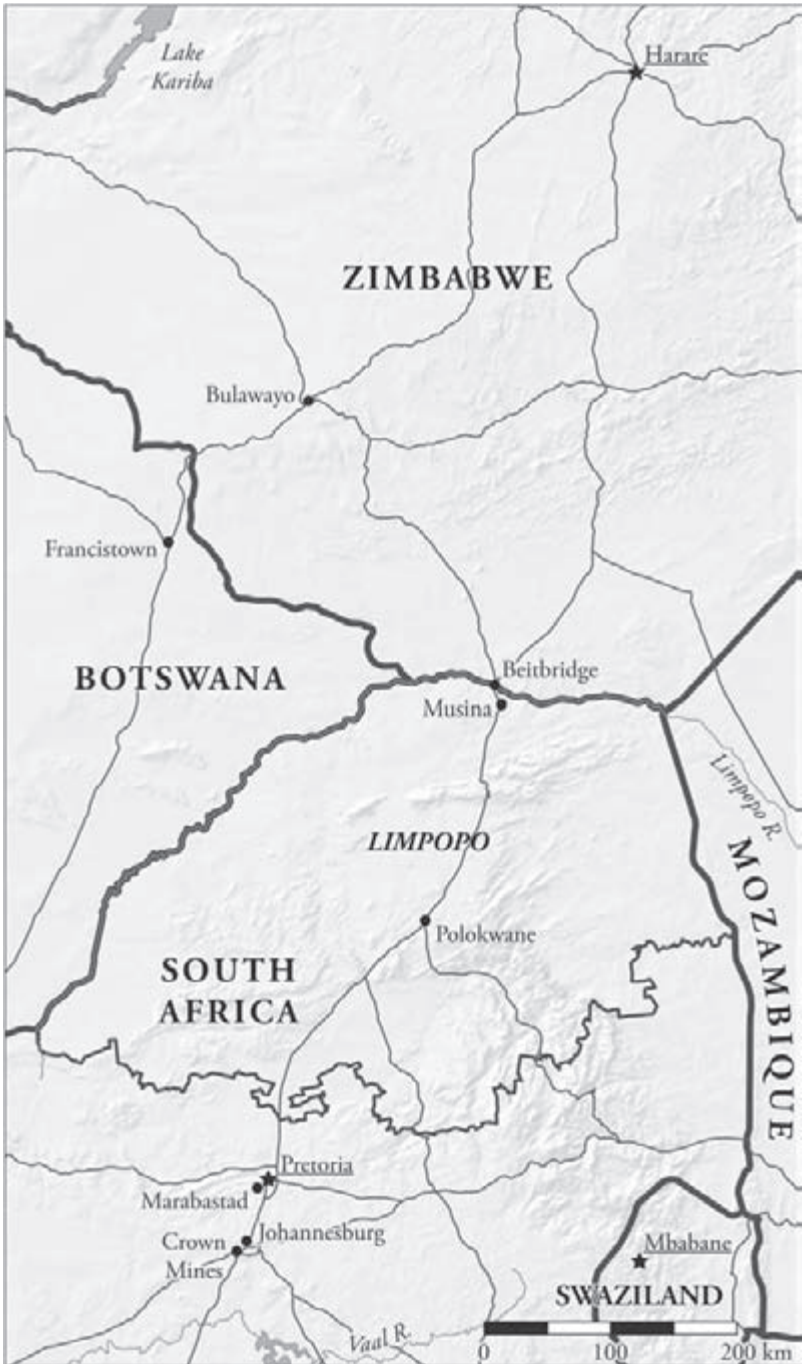 Lake
Kariba
Harare
ZIMBABWE
Bulawayo
Francistown
BOTSWANA
Beitbridge
Musina
Limpopo R.
LIMPOPO
MOZAMBIQUE
Polokwane
SOUTH
AFRICA
Pretoria
Marabastad
Johannesburg
Crown
Mines
Mbabane
SWAZILAND
Vaal R.
0 100 200 km